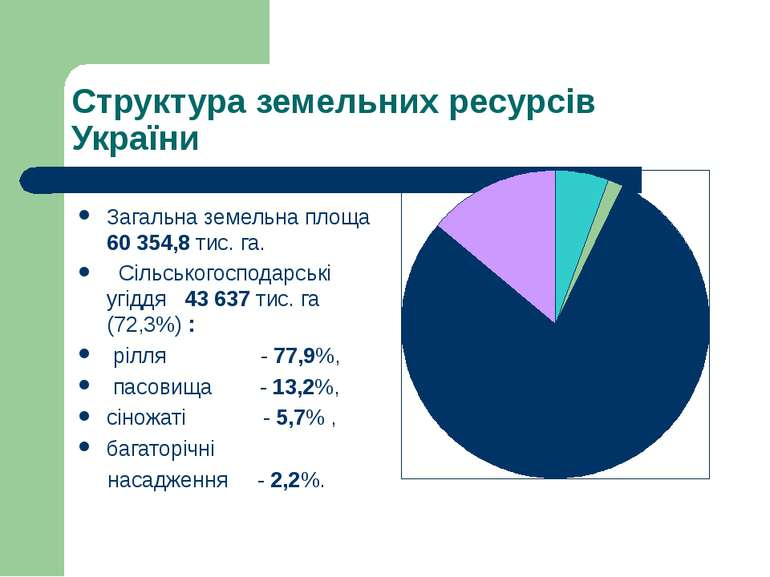 Структура земельних ресурсів
України
Загальна земельна площа
60 354,8 тис. га.
Сільськогосподарські
угіддя 43 637 тис. га
(72,3%) :
рілля - 77,9%,
пасовища - 13,2%,
сіножаті - 5,7% ,
багаторічні
насадження - 2,2%.